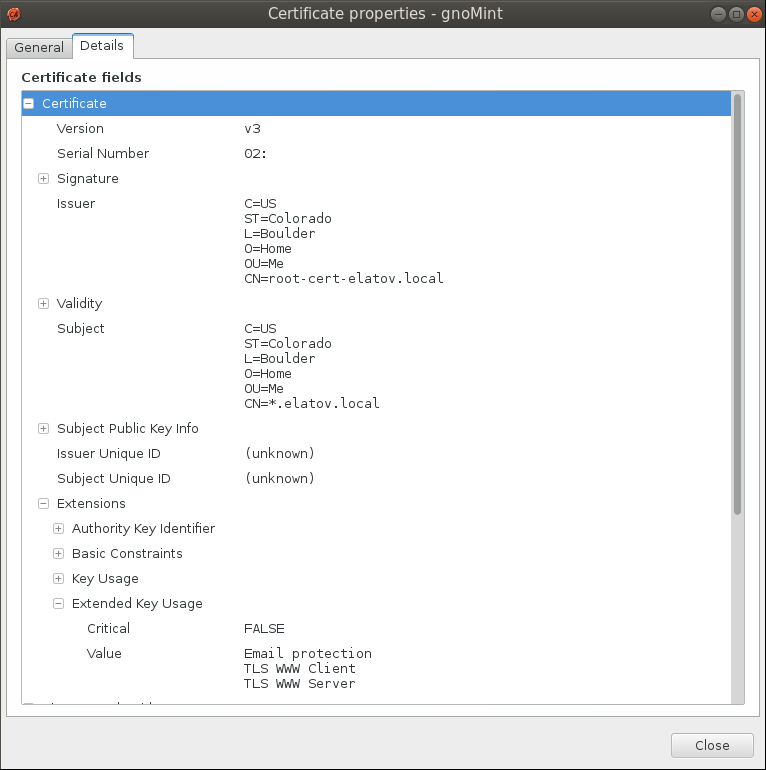 Certificate properties - gnoMint
General Details
Certificate fields
Certificate
Version v3
Serial Number 02:
Signature
Issuer C=US
ST=Colorado
L=Boulder
O=Home
OU=Me
CN=root-cert-elatov.local
Validity
Subject C=US
ST=Colorado
L=Boulder
O=Home
OU=Me
CN=*.elatov.local
Subject Public Key Info
Issuer Unique ID (unknown)
Subject Unique ID (unknown)
Extensions
Authority Key Identifier
Basic Constraints
Key Usage
Extended Key Usage
Critical FALSE
Value Email protection
TLS WWW Client
TLS WWW Server
Close